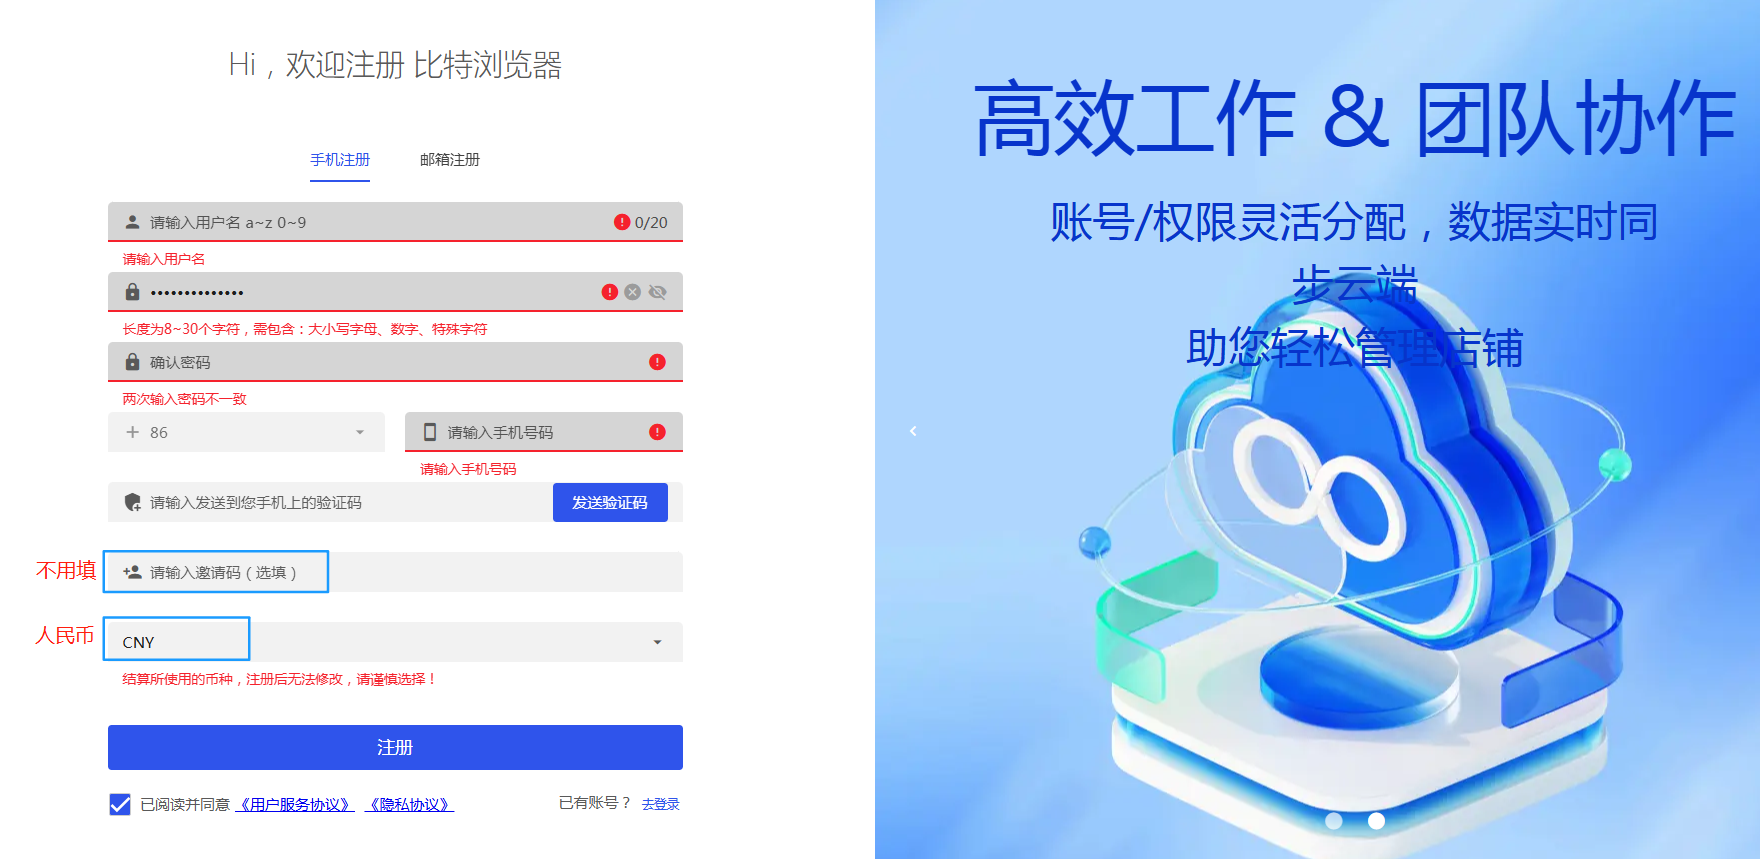 Hi，欢迎注册 比特浏览器
手机注册 邮箱注册
请输入用户名 a~z 0~9 0/20
请输入用户名
••••••••••••••
长度为8~30个字符，需包含：大小写字母、数字、特殊字符
确认密码
两次输入密码不一致
+ 86 请输入手机号码
请输入手机号码
请输入发送到您手机上的验证码 发送验证码
不用填 请输入邀请码（选填）
人民币 CNY
结算所使用的币种，注册后无法修改，请谨慎选择！
注册
已阅读并同意《用户服务协议》 《隐私协议》 已有账号？ 去登录
高效工作 & 团队协作
账号/权限灵活分配，数据实时同
步云端
助您轻松管理店铺